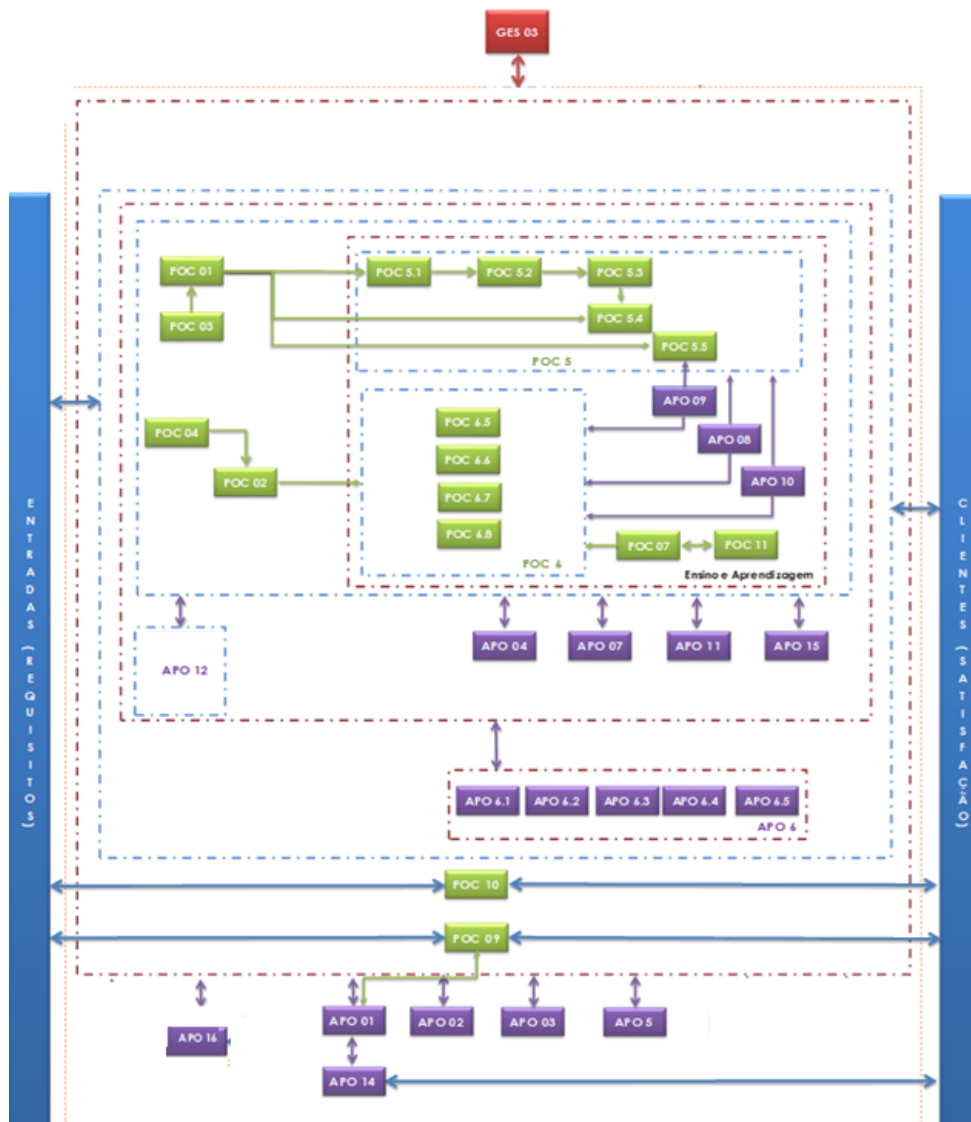 GES 03
POC 01
POC 5.1
POC 5.2
POC 5.3
POC 03
POC 5.4
POC 5.5
POC 5
APO 09
POC 04
POC 6.5
APO 08
POC 6.6
POC 02
APO 10
POC 6.7
POC 6.8
POC 07
POC 11
POC 6
Ensino e Aprendizagem
APO 04
APO 07
APO 11
APO 15
APO 12
APO 6.1
APO 6.2
APO 6.3
APO 6.4
APO 6.5
APO 6
POC 10
POC 09
APO 01
APO 02
APO 03
APO 5
APO 16
APO 14
ENTRADAS (REQUISITOS)
CLIENTES (SATISFAÇÃO)